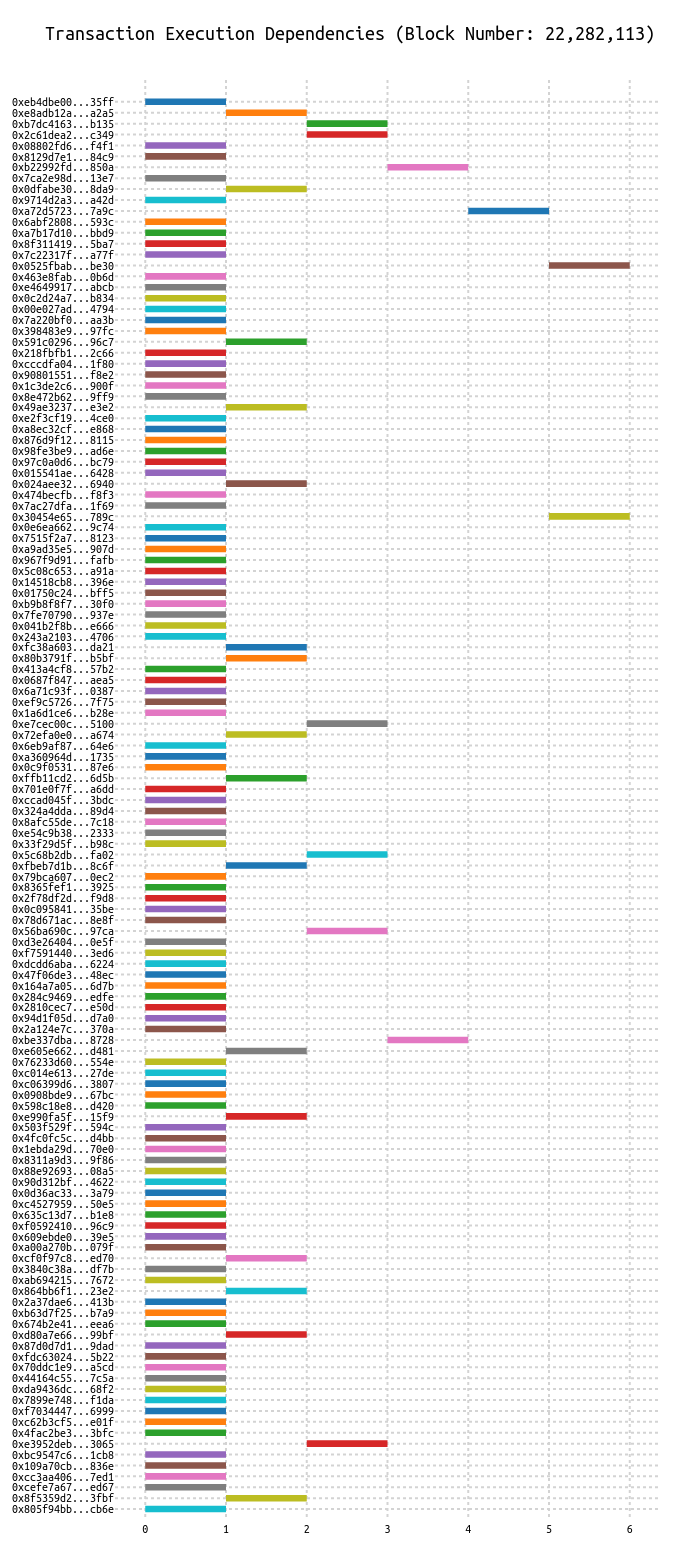 Transaction Execution Dependencies (Block Number: 22,282,113)
0xeb4dbe00...35ff
0xe8adb12a...a2a5
0xb7dc4163...b135
0x2c61dea2...c349
0x08802fd6...f4f1
0x8129d7e1...84c9
0xb22992fd...850a
0x7ca2e98d...13e7
0x0dfabe30...8da9
0x9714d2a3...a42d
0xa72d5723...7a9c
0x6abf2808...593c
0xa7b17d10...bbd9
0x8f311419...5ba7
0x7c22317f...a77f
0x0525fbab...be30
0x463e8fab...0b6d
0xe4649917...abcb
0x0c2d24a7...b834
0x00e027ad...4794
0x7a220bf0...aa3b
0x398483e9...97fc
0x591c0296...96c7
0x218fbfb1...2c66
0xcccdfa04...1f80
0x90801551...f8e2
0x1c3de2c6...900f
0x8e472b62...9ff9
0x49ae3237...e3e2
0xe2f3cf19...4ce0
0xa8ec32cf...e868
0x876d9f12...8115
0x98fe3be9...ad6e
0x97c0a0d6...bc79
0x015541ae...6428
0x024aee32...6940
0x474becfb...f8f3
0x7ac27dfa...1f69
0x30454e65...789c
0x0e6ea662...9c74
0x7515f2a7...8123
0xa9ad35e5...907d
0x967f9d91...fafb
0x5c08c653...a91a
0x14518cb8...396e
0x01750c24...bff5
0xb9b8f8f7...30f0
0x7fe70790...937e
0x041b2f8b...e666
0x243a2103...4706
0xfc38a603...da21
0x80b3791f...b5bf
0x413a4cf8...57b2
0x0687f847...aea5
0x6a71c93f...0387
0xef9c5726...7f75
0x1a6d1ce6...b28e
0xe7cec00c...5100
0x72efa0e0...a674
0x6eb9af87...64e6
0xa360964d...1735
0x0c9f0531...87e6
0xffb11cd2...6d5b
0x701e0f7f...a6dd
0xccad045f...3bdc
0x324a4dda...89d4
0x8afc55de...7c18
0xe54c9b38...2333
0x33f29d5f...b98c
0x5c68b2db...fa02
0xfbeb7d1b...8c6f
0x79bca607...0ec2
0x8365fef1...3925
0x2f78df2d...f9d8
0x0c095841...35be
0x78d671ac...8e8f
0x56ba690c...97ca
0xd3e26404...0e5f
0xf7591440...3ed6
0xdcdd6aba...6224
0x47f06de3...48ec
0x164a7a05...6d7b
0x284c9469...edfe
0x2810cec7...e50d
0x94d1f05d...d7a0
0x2a124e7c...370a
0xbe337dba...8728
0xe605e662...d481
0x76233d60...554e
0xc014e613...27de
0xc06399d6...3807
0x0908bde9...67bc
0x598c18e8...d420
0xe990fa5f...15f9
0x503f529f...594c
0x4fc0fc5c...d4bb
0x1ebda29d...70e0
0x8311a9d3...9f86
0x88e92693...08a5
0x90d312bf...4622
0x0d36ac33...3a79
0xc4527959...50e5
0x635c13d7...b1e8
0xf0592410...96c9
0x609ebde0...39e5
0xa00a270b...079f
0xcf0f97c8...ed70
0x3840c38a...df7b
0xab694215...7672
0x864bb6f1...23e2
0x2a37dae6...413b
0xb63d7f25...b7a9
0x674b2e41...eea6
0xd80a7e66...99bf
0x87d0d7d1...9dad
0xfdc63024...5b22
0x70ddc1e9...a5cd
0x44164c55...7c5a
0xda9436dc...68f2
0x7899e748...f1da
0xf7034447...6999
0xc62b3cf5...e01f
0x4fac2be3...3bfc
0xe3952deb...3065
0xbc9547c6...1cb8
0x109a70cb...836e
0xcc3aa406...7ed1
0xcefe7a67...ed67
0x8f5359d2...3fbf
0x805f94bb...cb6e
0 1 2 3 4 5 6